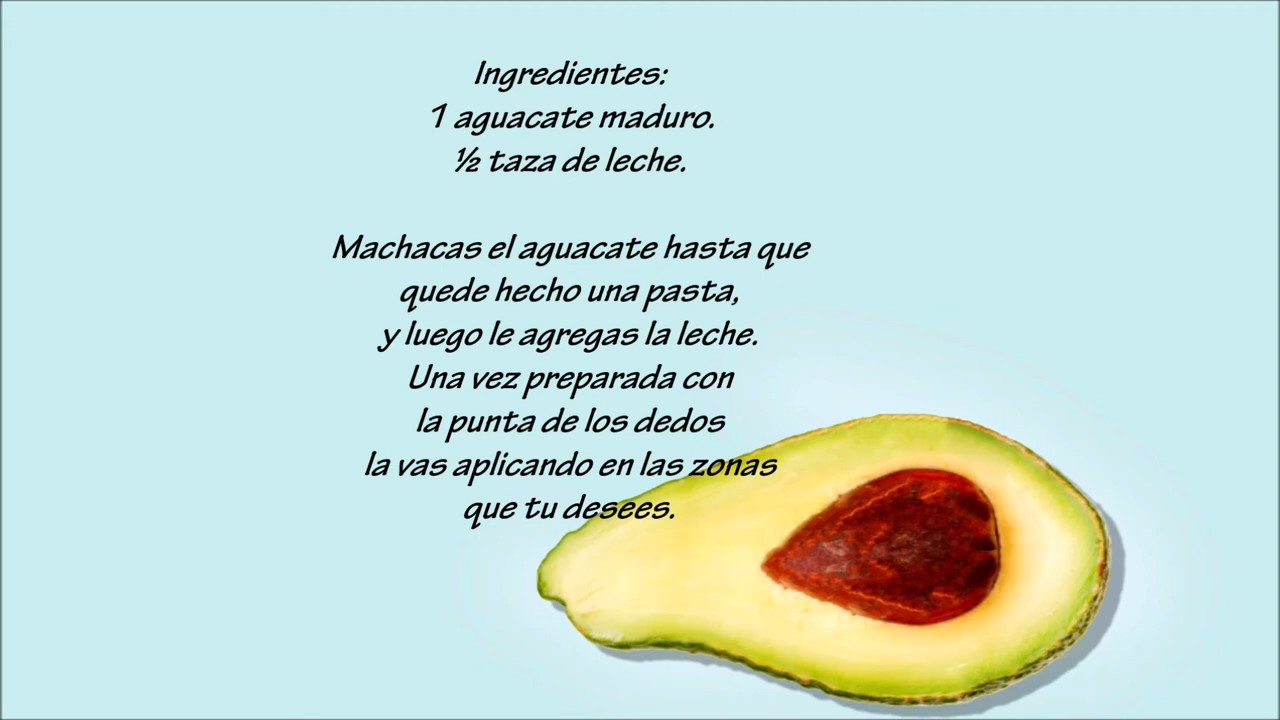 Ingredientes:
1 aguacate maduro.
½ taza de leche.
Machacas el aguacate hasta que
quede hecho una pasta,
y luego le agregas la leche.
Una vez preparada con
la punta de los dedos
la vas aplicando en las zonas
que tu desees.